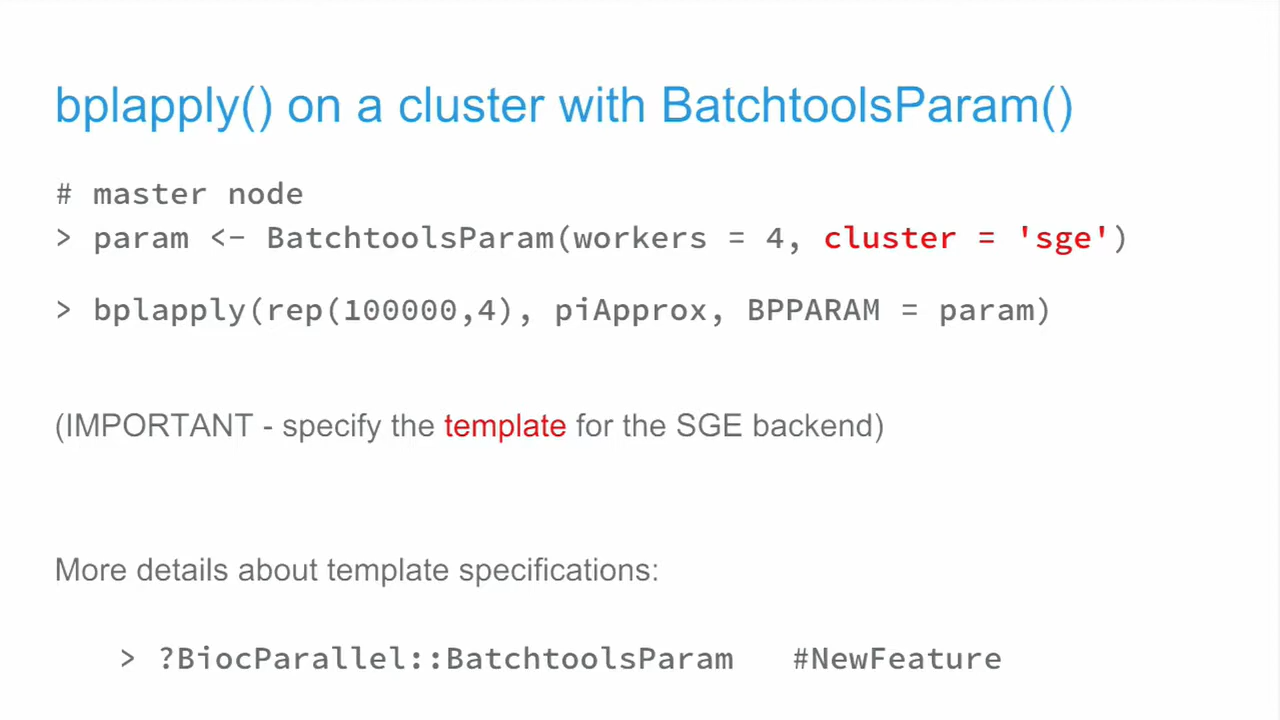 bplapply() on a cluster with BatchtoolsParam()
# master node
> param <- BatchtoolsParam(workers = 4, cluster = 'sge')
> bplapply(rep(100000,4), piApprox, BPPARAM = param)
(IMPORTANT - specify the template for the SGE backend)
More details about template specifications:
> ?BiocParallel::BatchtoolsParam #NewFeature